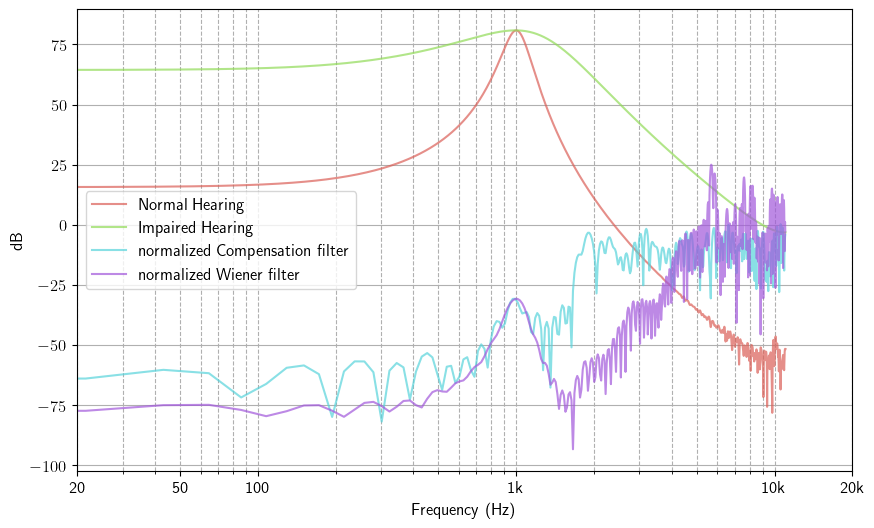 75
50
25
0
−25
−50
−75
−100
dB
Normal Hearing
Impaired Hearing
normalized Compensation filter
normalized Wiener filter
20 50 100 1k 10k 20k
Frequency (Hz)